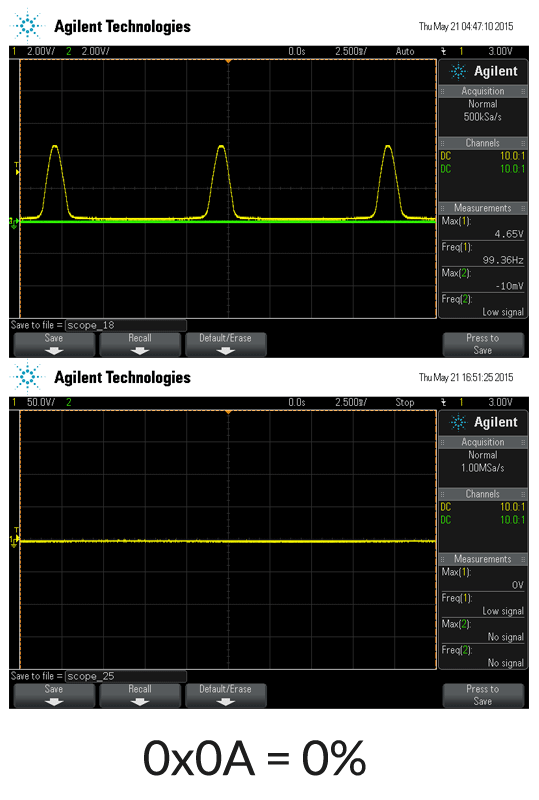 Agilent Technologies
Thu May 21 04:47:10 2015
1 2.00V/ 2 2.00V/ 0.0s 2.500ms/ Auto 1 3.00V
Agilent
Acquisition
Normal
500kSa/s
Channels
DC 10.0:1
DC 10.0:1
Measurements
Max(1):
4.65V
Freq(1):
99.36Hz
Max(2):
-10mV
Freq(2):
Low signal
Save to file = scope_18
Save Recall Default/Erase Press to
Save
Agilent Technologies
Thu May 21 16:51:25 2015
1 50.0V/ 2 0.0s 2.500ms/ Stop 1 3.00V
Agilent
Acquisition
Normal
1.00MSa/s
Channels
DC 10.0:1
DC 10.0:1
Measurements
Max(1):
0V
Freq(1):
Low signal
Max(2):
No signal
Freq(2):
No signal
Save to file = scope_25
Save Recall Default/Erase Press to
Save
0x0A = 0%